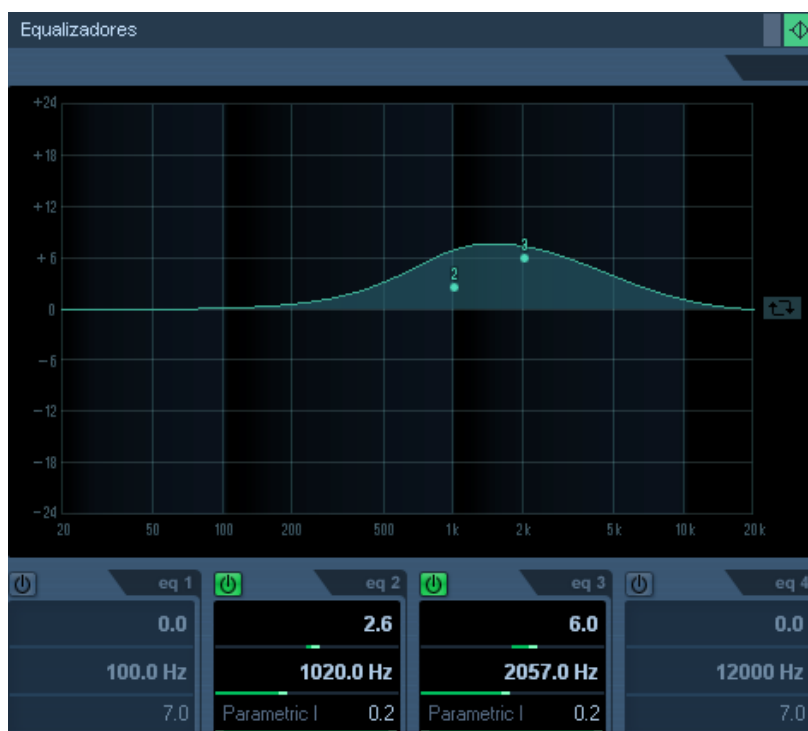 Equalizadores
+24
+18
+12
+6
0
−6
−12
−18
−24
2
3
20 50 100 200 500 1k 2k 5k 10k 20k
eq 1 eq 2 eq 3 eq 4
0.0 2.6 6.0 0.0
100.0 Hz 1020.0 Hz 2057.0 Hz 12000 Hz
7.0 Parametric I 0.2 Parametric I 0.2 7.0